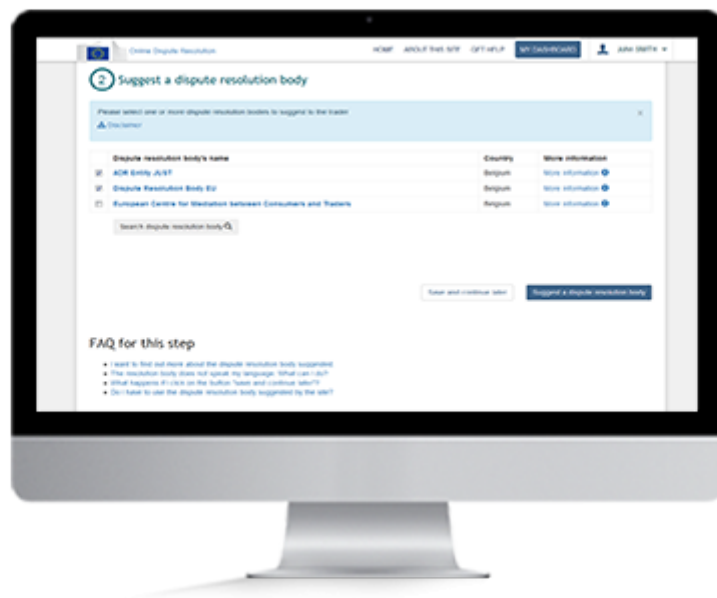 Online Dispute Resolution
HOME ABOUT THIS SITE GET HELP MY DASHBOARD John SMITH
2 Suggest a dispute resolution body
Please select one or more dispute resolution bodies to suggest to the trader
Disclaimer
Dispute resolution body's name Country More information
ADR Entity JUST Belgium More information
Dispute Resolution Body EU Belgium More information
European Centre for Mediation between Consumers and Traders Belgium More information
Search dispute resolution body
Save and continue later Suggest a dispute resolution body
FAQ for this step
I want to find out more about the dispute resolution body suggested
The resolution body does not speak my language. What can I do?
What happens if I click on the button "save and continue later"?
Do I have to use the dispute resolution body suggested by the site?